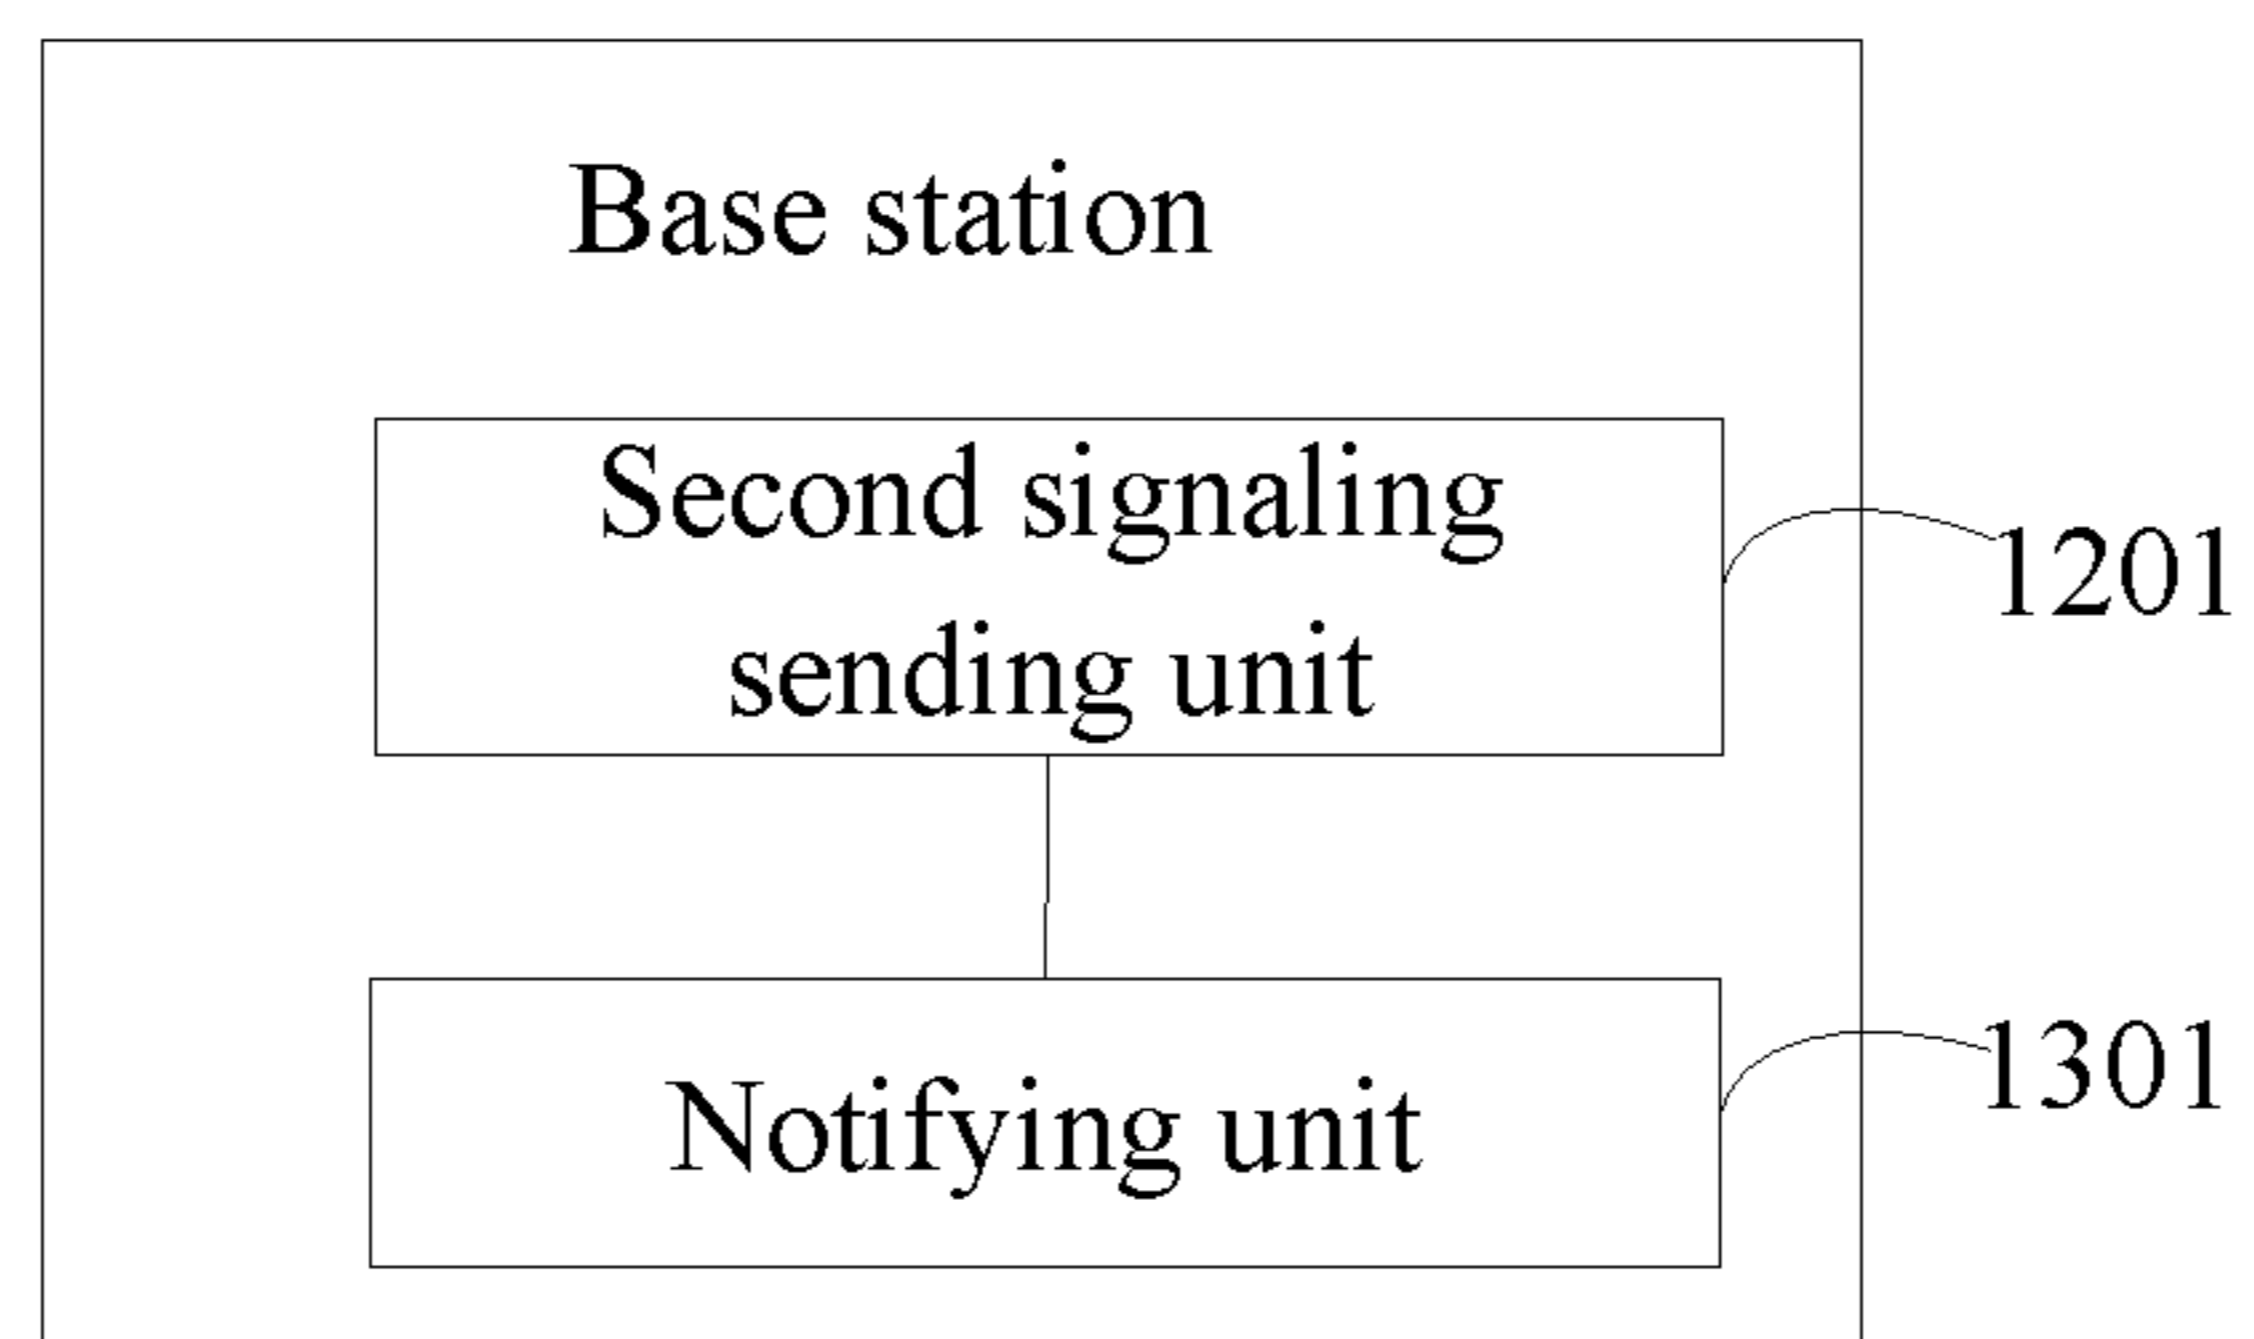 Base station
Second signaling
sending unit
1201
Notifying unit
1301